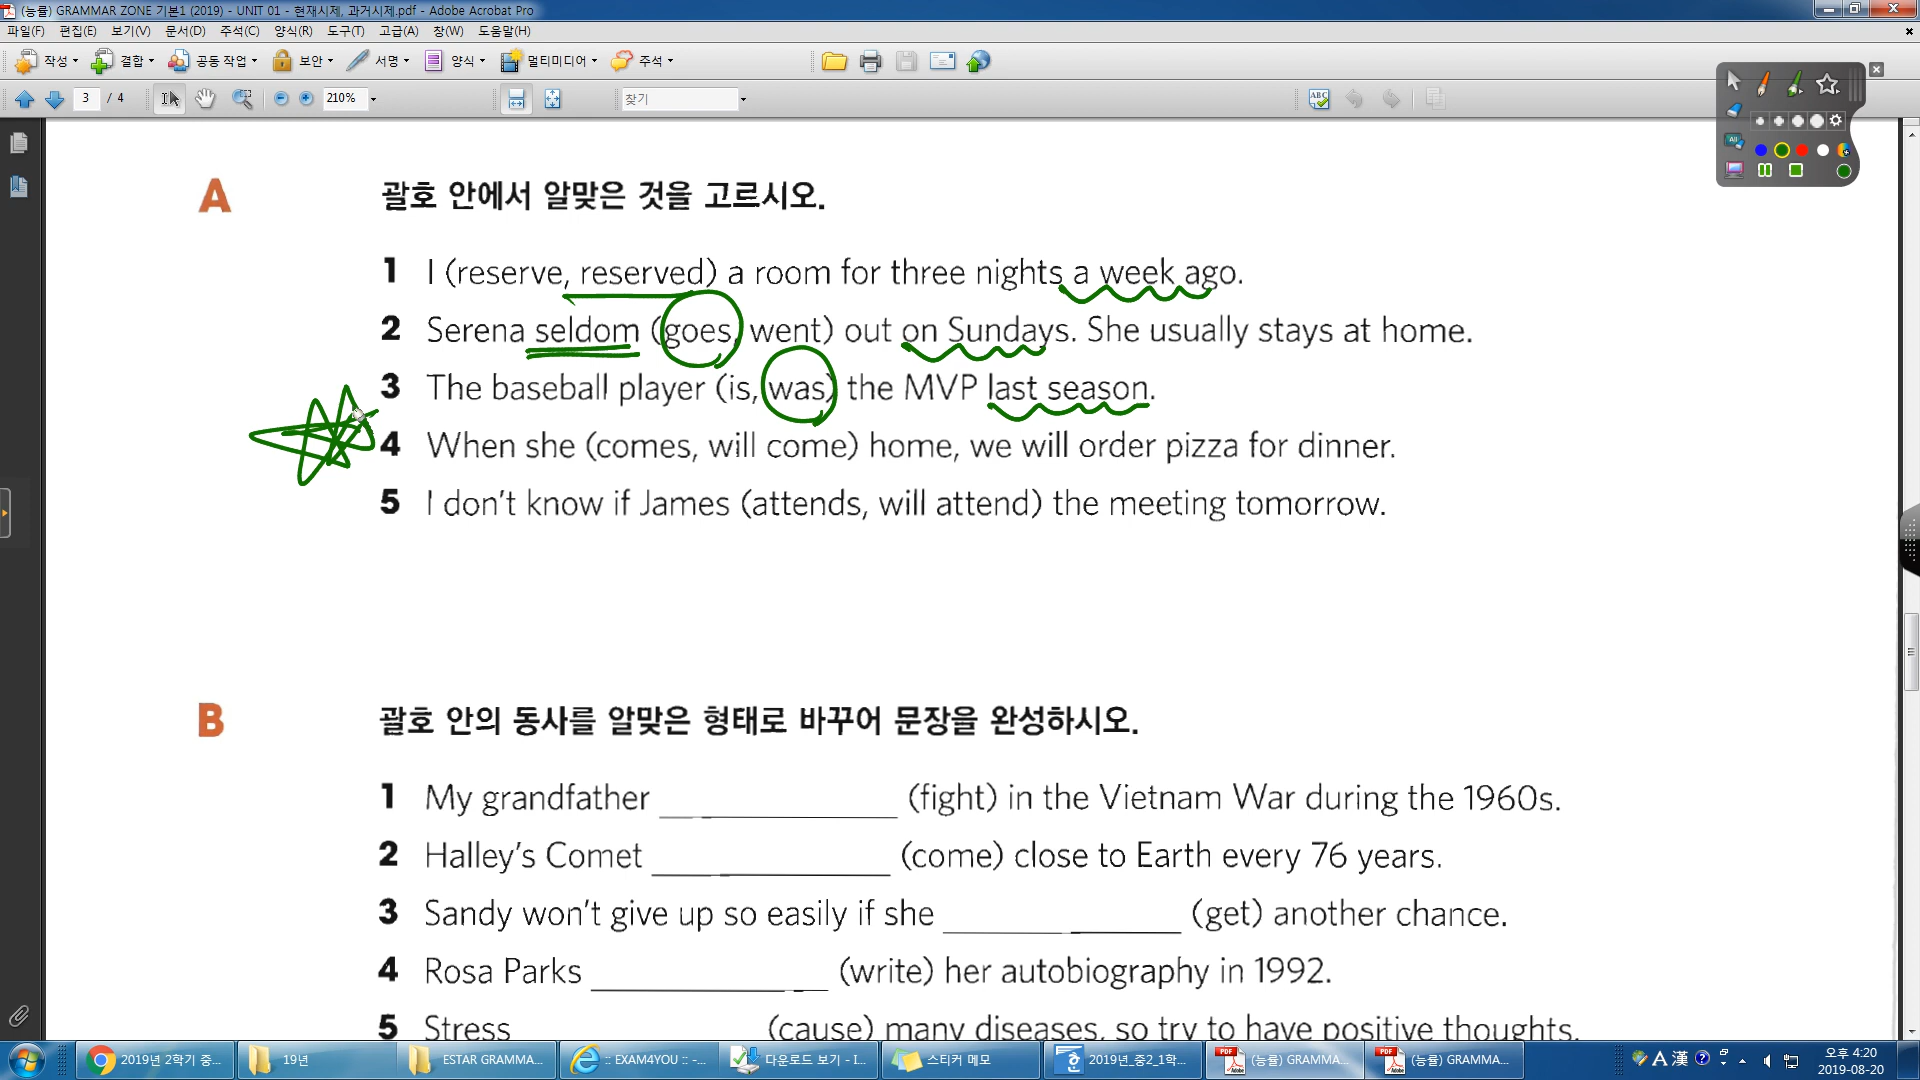 (능률) GRAMMAR ZONE 기본1 (2019) - UNIT 01 - 현재시제, 과거시제.pdf - Adobe Acrobat Pro
파일(F) 편집(E) 보기(V) 문서(D) 주석(C) 양식(R) 도구(T) 고급(A) 창(W) 도움말(H)
작성 결합 공동 작업 보안 서명 양식 멀티미디어 주석
3 / 4 210% 찾기
A 괄호 안에서 알맞은 것을 고르시오.
1 I (reserve, reserved) a room for three nights a week ago.
2 Serena seldom (goes, went) out on Sundays. She usually stays at home.
3 The baseball player (is, was) the MVP last season.
4 When she (comes, will come) home, we will order pizza for dinner.
5 I don't know if James (attends, will attend) the meeting tomorrow.
B 괄호 안의 동사를 알맞은 형태로 바꾸어 문장을 완성하시오.
1 My grandfather ____________ (fight) in the Vietnam War during the 1960s.
2 Halley's Comet ____________ (come) close to Earth every 76 years.
3 Sandy won't give up so easily if she ____________ (get) another chance.
4 Rosa Parks ____________ (write) her autobiography in 1992.
5 Stress (cause) many diseases, so try to have positive thoughts.
2019년 2학기 중... 19년 ESTAR GRAMMA... :: EXAM4YOU :: -... 다운로드 보기 - I... 스티커 메모 2019년_중2_1학... (능률) GRAMMA... (능률) GRAMMA... A 漢 오후 4:20
2019-08-20